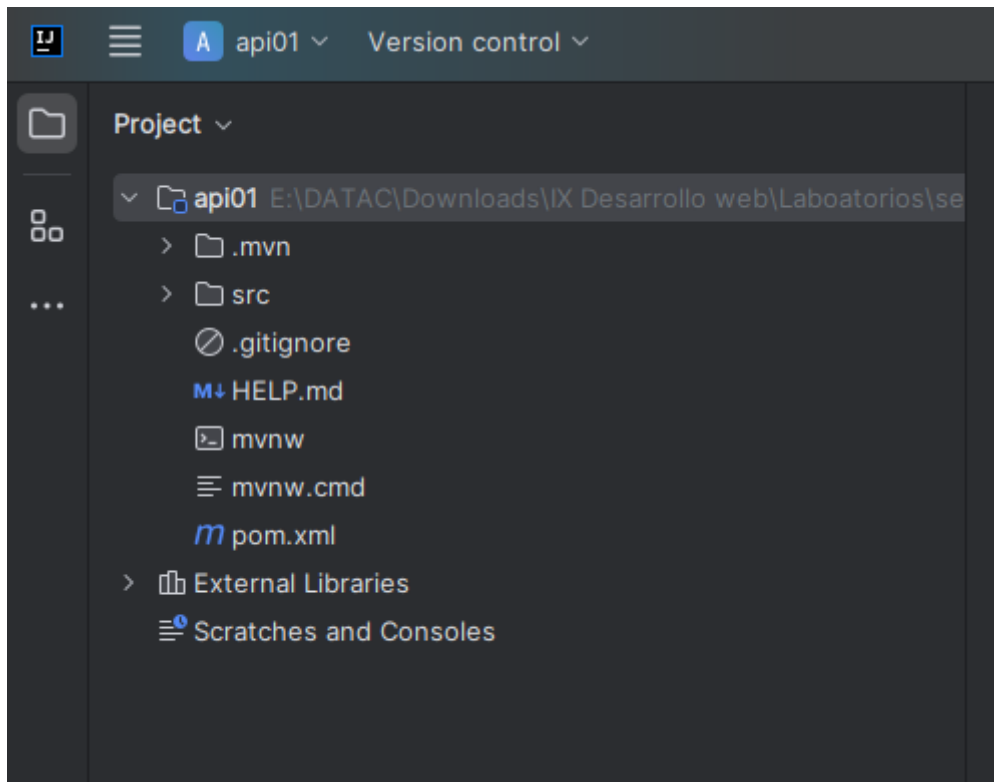 IJ
A api01 Version control
Project
api01 E:\DATAC\Downloads\IX Desarrollo web\Laboatorios\se
.mvn
src
.gitignore
M↓ HELP.md
mvnw
mvnw.cmd
m pom.xml
External Libraries
Scratches and Consoles